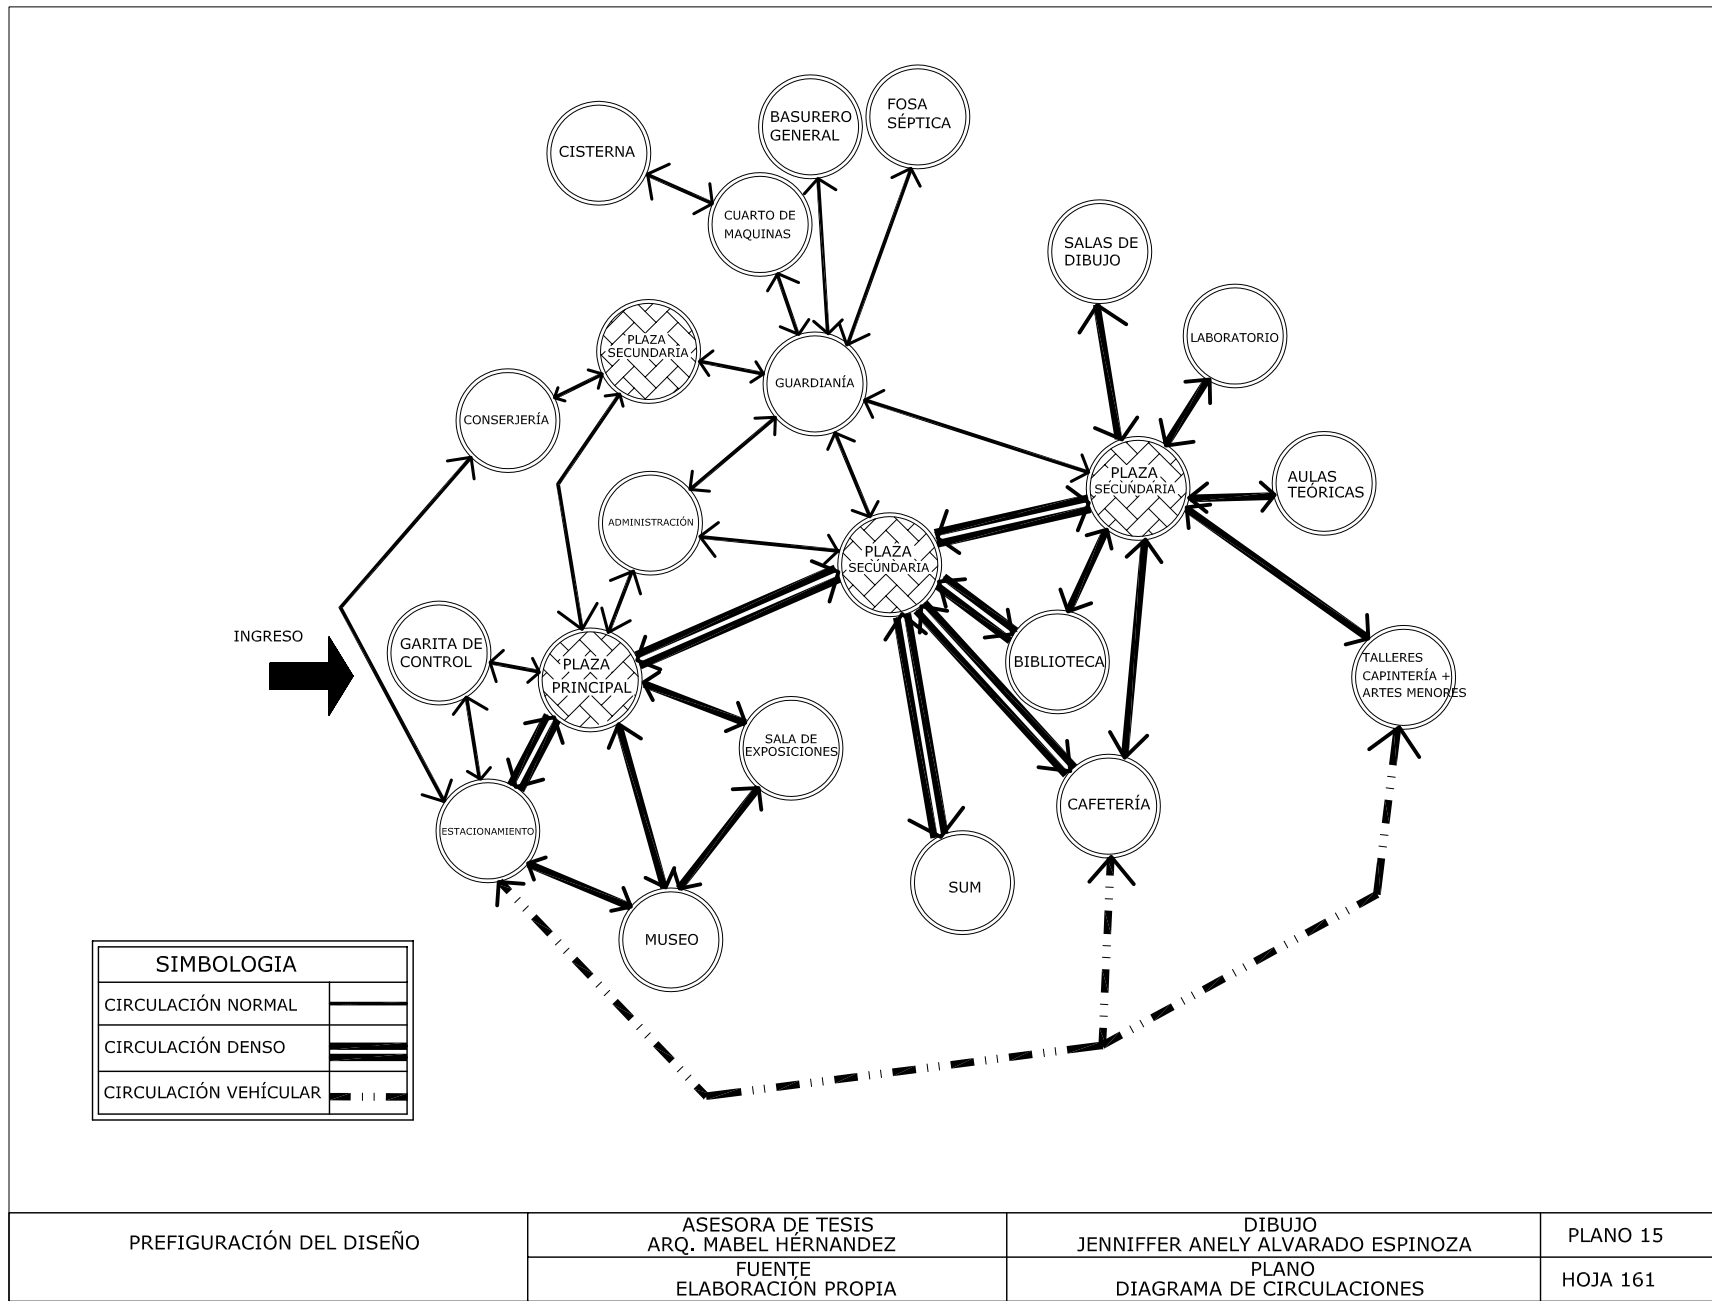 CISTERNA
BASURERO
GENERAL
FOSA
SÉPTICA
CUARTO DE
MAQUINAS
SALAS DE
DIBUJO
LABORATORIO
PLAZA
SECUNDARIA
GUARDIANÍA
CONSERJERÍA
PLAZA
SECUNDARIA
AULAS
TEÓRICAS
ADMINISTRACIÓN
PLAZA
SECUNDARIA
INGRESO
GARITA DE
CONTROL
PLAZA
PRINCIPAL
BIBLIOTECA
TALLERES
CAPINTERÍA +
ARTES MENORES
SALA DE
EXPOSICIONES
CAFETERÍA
ESTACIONAMIENTO
SUM
MUSEO
SIMBOLOGIA
CIRCULACIÓN NORMAL
CIRCULACIÓN DENSO
CIRCULACIÓN VEHÍCULAR
PREFIGURACIÓN DEL DISEÑO
ASESORA DE TESIS
ARQ. MABEL HÉRNANDEZ
FUENTE
ELABORACIÓN PROPIA
DIBUJO
JENNIFFER ANELY ALVARADO ESPINOZA
PLANO
DIAGRAMA DE CIRCULACIONES
PLANO 15
HOJA 161